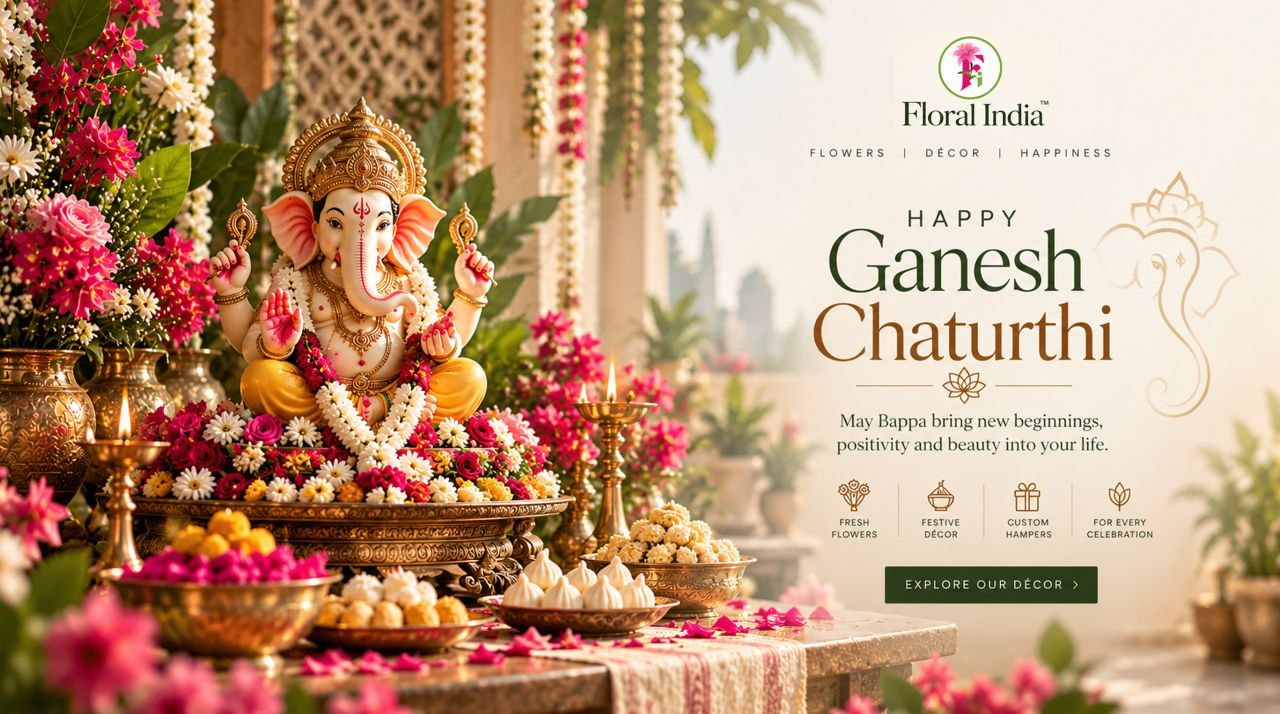 Floral India™
FLOWERS | DÉCOR | HAPPINESS
HAPPY
Ganesh
Chaturthi
May Bappa bring new beginnings,
positivity and beauty into your life.
FRESH
FLOWERS
FESTIVE
DÉCOR
CUSTOM
HAMPERS
FOR EVERY
CELEBRATION
EXPLORE OUR DÉCOR >